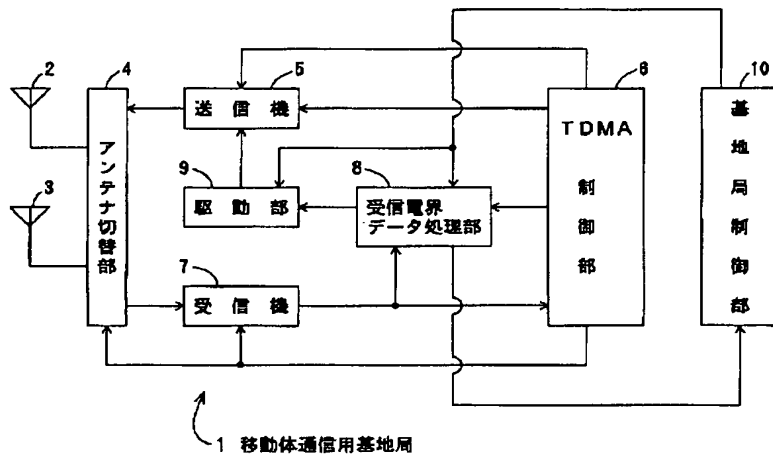 2
4
5
6
10
送信機
TDMA
制御部
基地局制御部
アンテナ切替部
3
9
駆動部
8
受信電界
データ処理部
7
受信機
1 移動体通信用基地局